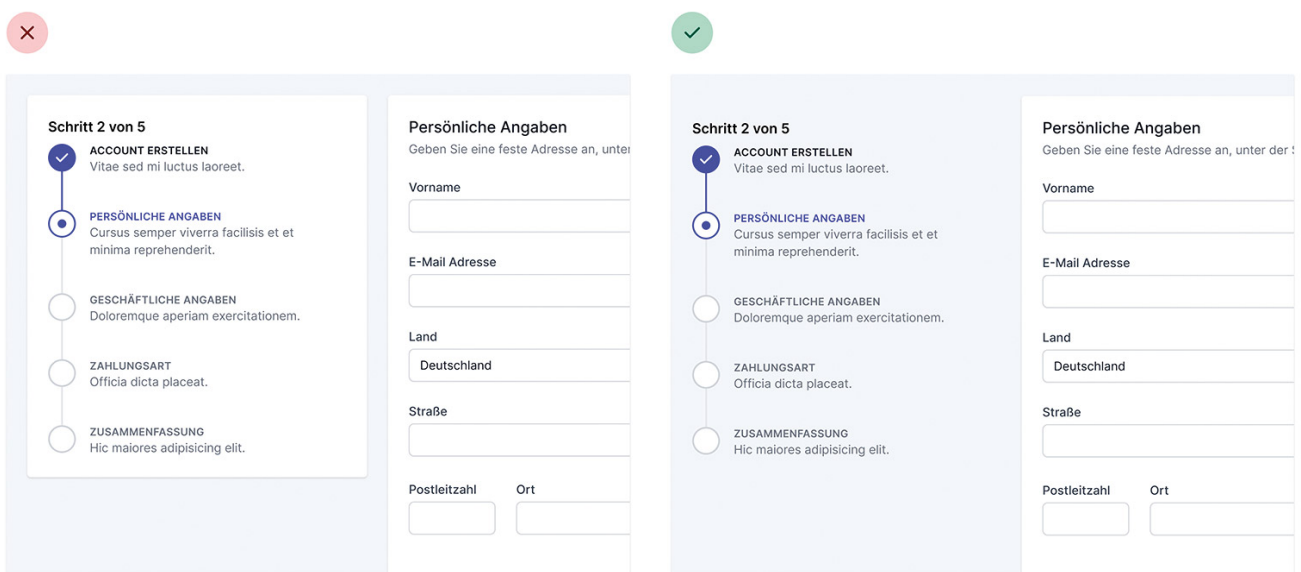 Schritt 2 von 5
ACCOUNT ERSTELLEN
Vitae sed mi luctus laoreet.
PERSÖNLICHE ANGABEN
Cursus semper viverra facilisis et et
minima reprehenderit.
GESCHÄFTLICHE ANGABEN
Doloremque aperiam exercitationem.
ZAHLUNGSART
Officia dicta placeat.
ZUSAMMENFASSUNG
Hic maiores adipisicing elit.
Persönliche Angaben
Geben Sie eine feste Adresse an, unter
Vorname
E-Mail Adresse
Land
Deutschland
Straße
Postleitzahl Ort
Schritt 2 von 5
ACCOUNT ERSTELLEN
Vitae sed mi luctus laoreet.
PERSÖNLICHE ANGABEN
Cursus semper viverra facilisis et et
minima reprehenderit.
GESCHÄFTLICHE ANGABEN
Doloremque aperiam exercitationem.
ZAHLUNGSART
Officia dicta placeat.
ZUSAMMENFASSUNG
Hic maiores adipisicing elit.
Persönliche Angaben
Geben Sie eine feste Adresse an, unter der
Vorname
E-Mail Adresse
Land
Deutschland
Straße
Postleitzahl Ort